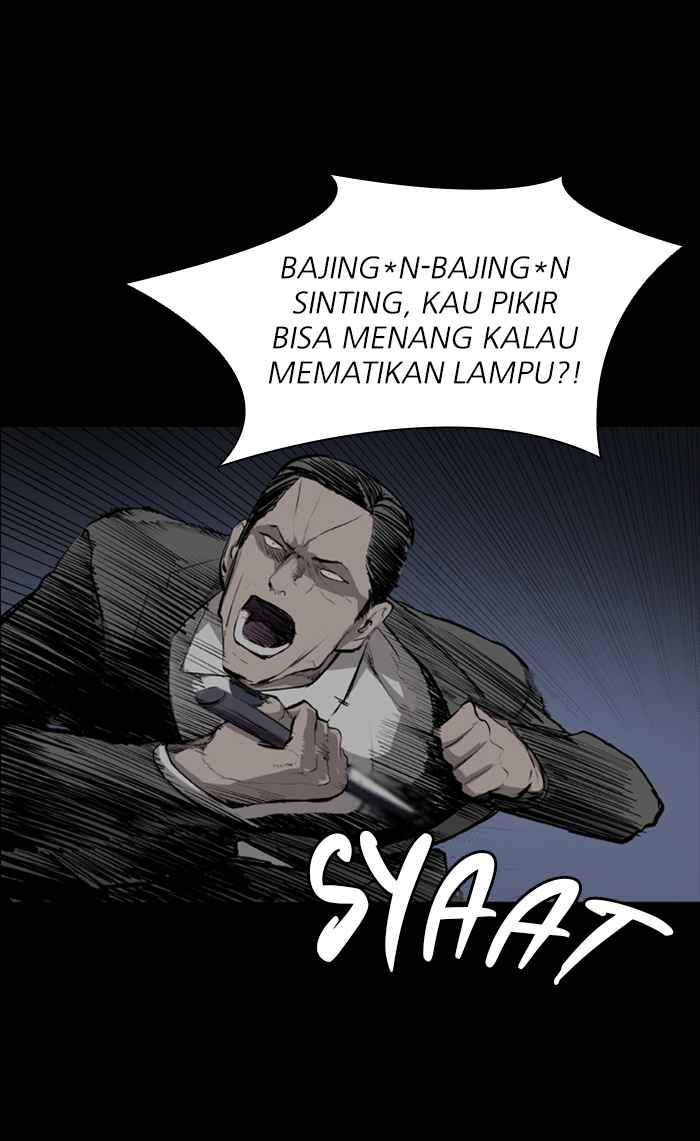 BAJING*N-BAJING*N
SINTING, KAU PIKIR
BISA MENANG KALAU
MEMATIKAN LAMPU?!
SYAAT